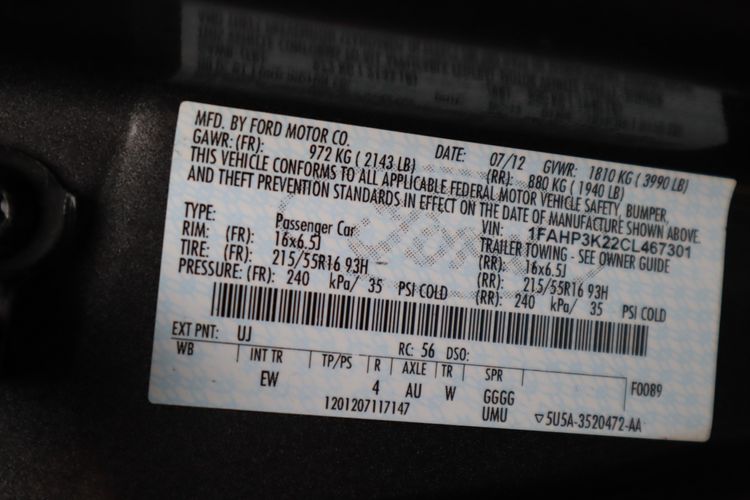 MFD. BY FORD MOTOR CO. DATE: 07/12 GVWR: 1810 KG ( 3990 LB)
GAWR: (FR): 972 KG ( 2143 LB) (RR): 880 KG ( 1940 LB)
THIS VEHICLE CONFORMS TO ALL APPLICABLE FEDERAL MOTOR VEHICLE SAFETY, BUMPER,
AND THEFT PREVENTION STANDARDS IN EFFECT ON THE DATE OF MANUFACTURE SHOWN ABOVE.
VIN: 1FAHP3K22CL467301
TYPE: Passenger Car TRAILER TOWING - SEE OWNER GUIDE
RIM: (FR): 16x6.5J (RR): 16x6.5J
TIRE: (FR): 215/55R16 93H (RR): 215/55R16 93H
PRESSURE: (FR): 240 kPa/ 35 PSI COLD (RR): 240 kPa/ 35 PSI COLD
EXT PNT: UJ RC: 56 DSO:
WB INT TR TP/PS R AXLE TR SPR F0089
EW 4 AU W GGGG
1201207117147 UMU ▽5U5A-3520472-AA